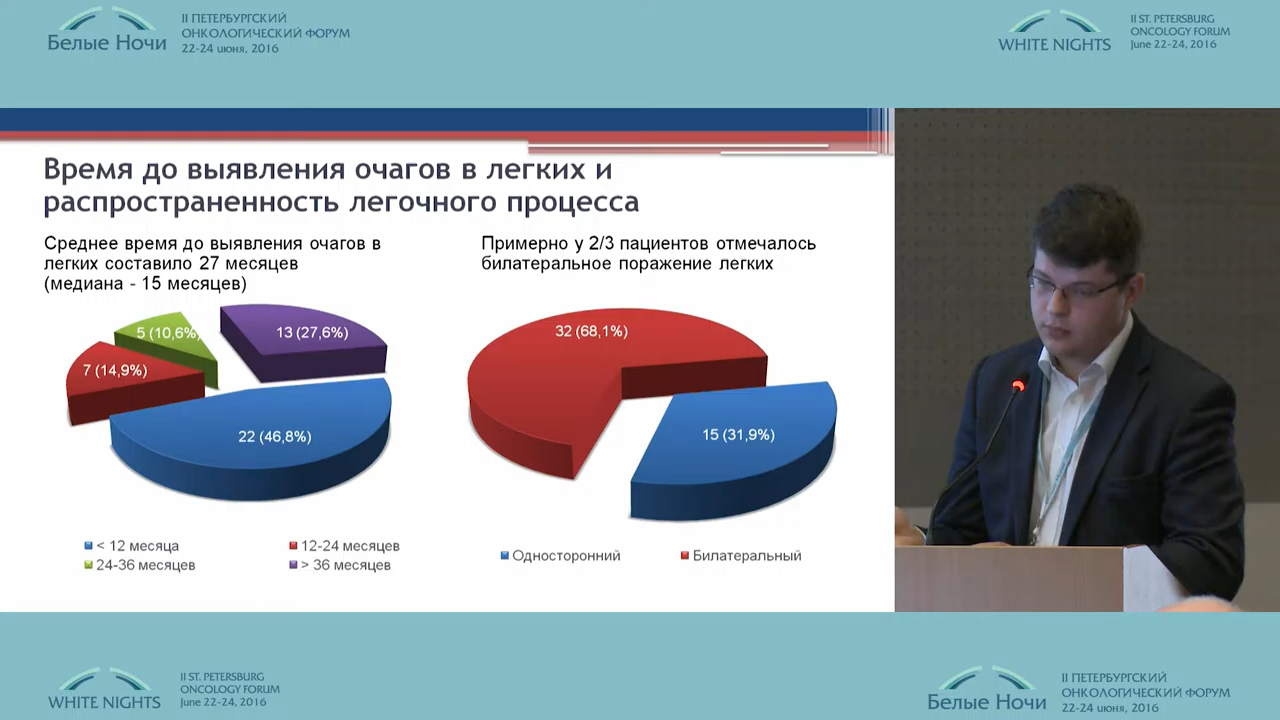 Белые Ночи
II ПЕТЕРБУРГСКИЙ
ОНКОЛОГИЧЕСКИЙ ФОРУМ
22-24 июня, 2016
WHITE NIGHTS
II ST. PETERSBURG
ONCOLOGY FORUM
June 22-24, 2016
Время до выявления очагов в легких и
распространенность легочного процесса
Среднее время до выявления очагов в
легких составило 27 месяцев
(медиана - 15 месяцев)
Примерно у 2/3 пациентов отмечалось
билатеральное поражение легких
5 (10,6%)
13 (27,6%)
7 (14,9%)
22 (46,8%)
32 (68,1%)
15 (31,9%)
< 12 месяца
12-24 месяцев
24-36 месяцев
> 36 месяцев
Односторонний
Билатеральный
WHITE NIGHTS
II ST. PETERSBURG
ONCOLOGY FORUM
June 22-24, 2016
Белые Ночи
II ПЕТЕРБУРГСКИЙ
ОНКОЛОГИЧЕСКИЙ ФОРУМ
22-24 июня, 2016